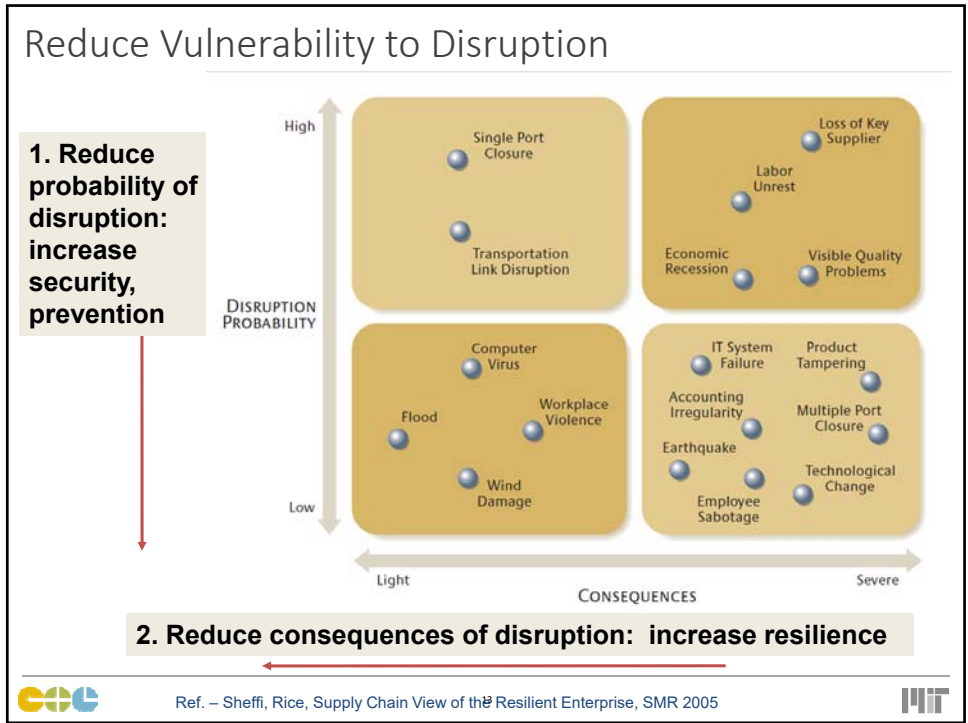 Reduce Vulnerability to Disruption
1. Reduce
probability of
disruption:
increase
security,
prevention
High
DISRUPTION
PROBABILITY
Low
Single Port
Closure
Transportation
Link Disruption
Loss of Key
Supplier
Labor
Unrest
Economic
Recession
Visible Quality
Problems
Computer
Virus
Flood
Workplace
Violence
Wind
Damage
IT System
Failure
Product
Tampering
Accounting
Irregularity
Multiple Port
Closure
Earthquake
Employee
Sabotage
Technological
Change
Light
Severe
CONSEQUENCES
2. Reduce consequences of disruption: increase resilience
Ref. – Sheffi, Rice, Supply Chain View of the Resilient Enterprise, SMR 2005
MIT